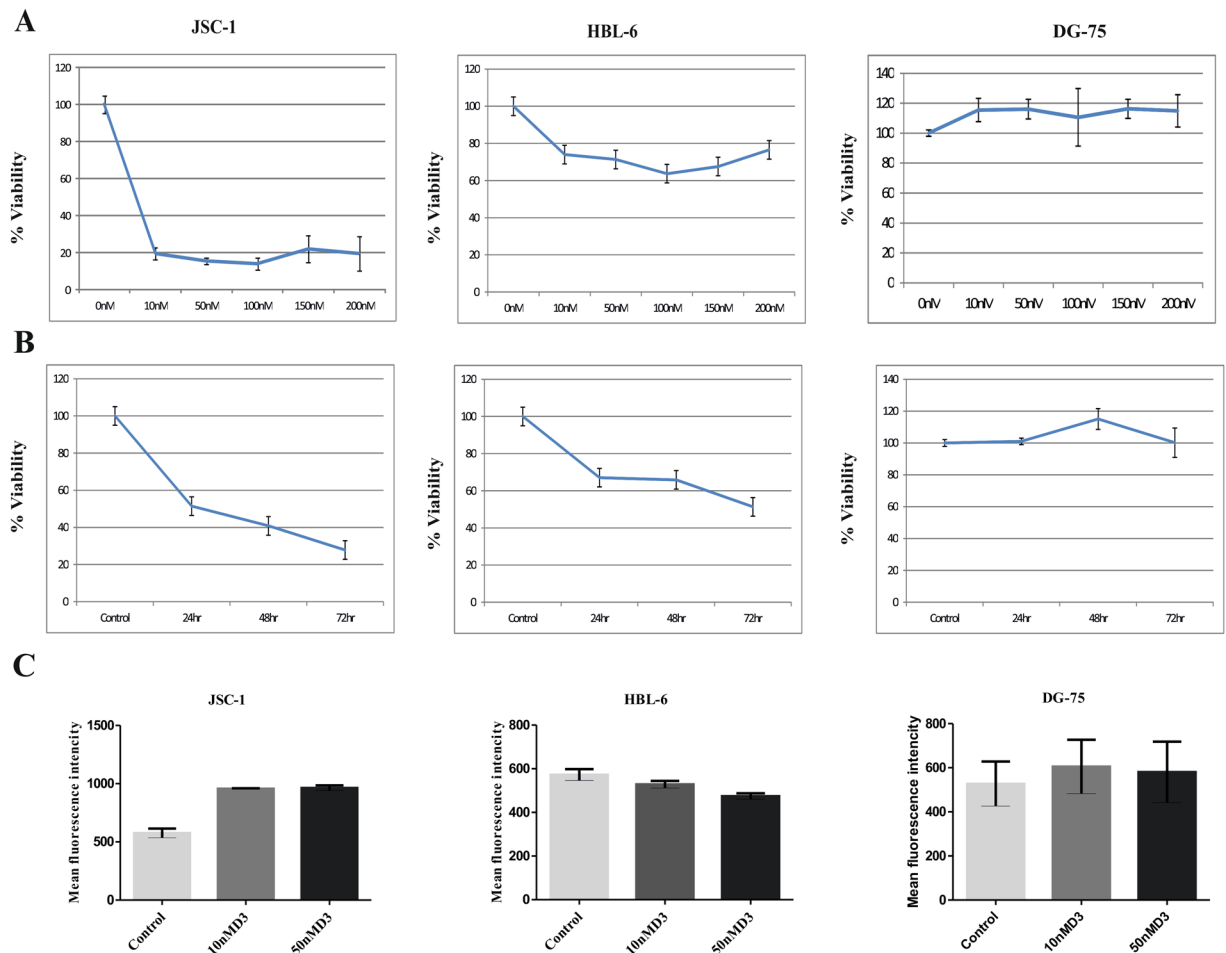 A
JSC-1
HBL-6
DG-75
% Viability
120
100
80
60
40
20
0
0nM
10nM
50nM
100nM
150nM
200nM
% Viability
120
100
80
60
40
20
0
0nM
10nM
50nM
100nM
150nM
200nM
% Viability
140
120
100
80
60
40
20
0
0nM
10nM
50nM
100nM
150nM
200nM
B
% Viability
120
100
80
60
40
20
0
Control
24hr
48hr
72hr
% Viability
120
100
80
60
40
20
0
Control
24hr
48hr
72hr
% Viability
140
120
100
80
60
40
20
0
Control
24hr
48hr
72hr
C
JSC-1
Mean fluorescence intencity
1500
1000
500
0
Control
10nMD3
50nMD3
HBL-6
Mean fluorescence intencity
800
600
400
200
0
Control
10nMD3
50nMD3
DG-75
Mean fluorescence intencity
800
600
400
200
0
Control
10nMD3
50nMD3